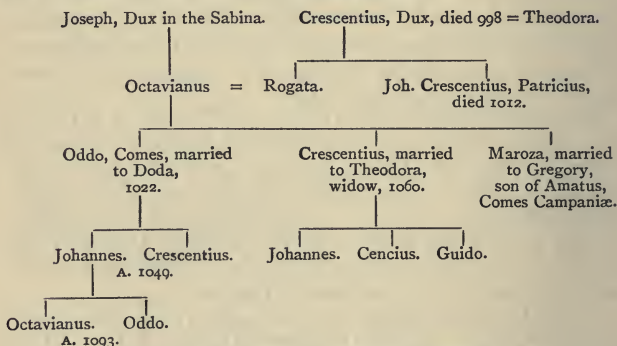 Joseph, Dux in the Sabina. Crescentius, Dux, died 998 = Theodora.
Octavianus = Rogata. Joh. Crescentius, Patricius,
died 1012.
Oddo, Comes, married
to Doda,
1022.
Crescentius, married
to Theodora,
widow, 1060.
Maroza, married
to Gregory,
son of Amatus,
Comes Campaniæ.
Johannes. Crescentius.
A. 1049.
Johannes. Cencius. Guido.
Octavianus. Oddo.
A. 1093.